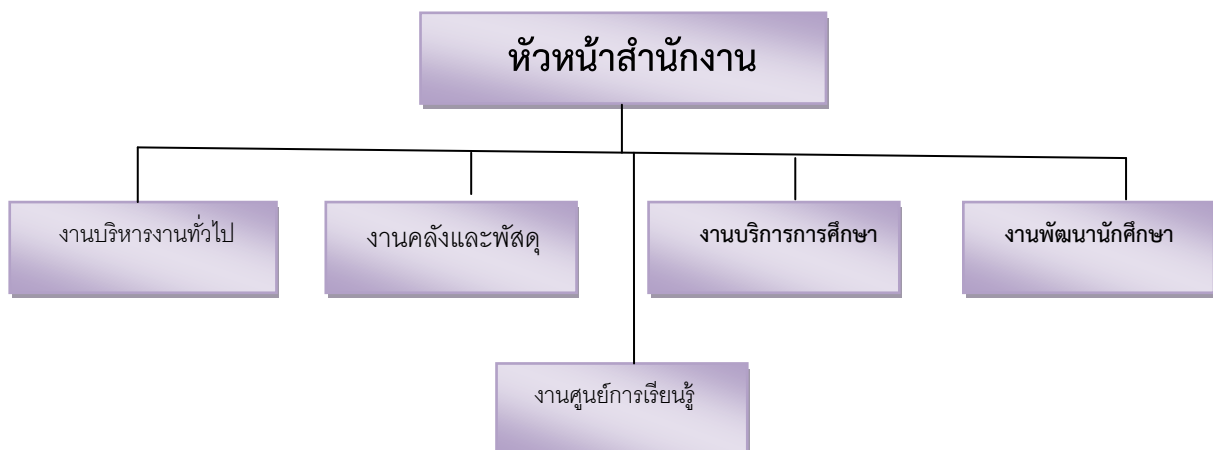 หัวหน้าสำนักงาน
งานบริหารงานทั่วไป
งานคลังและพัสดุ
งานบริการการศึกษา
งานพัฒนานักศึกษา
งานศูนย์การเรียนรู้